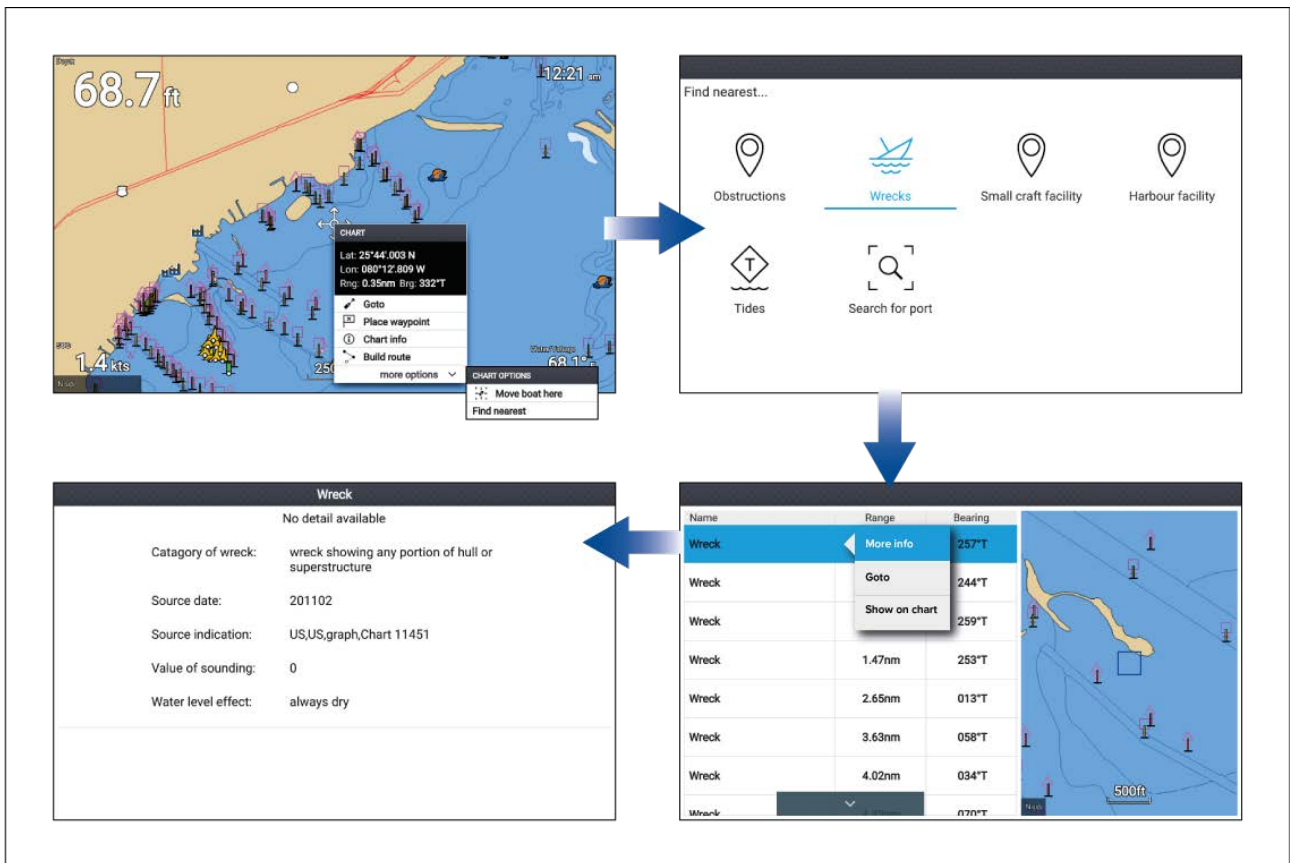 Depth
68.7 ft
12:21 am
CHART
Lat: 25°44'.003 N
Lon: 080°12'.809 W
Rng: 0.35nm Brg: 332°T
Goto
Place waypoint
Chart info
Build route
more options
SOG
1.4 kts
250
68.1°F
CHART OPTIONS
Move boat here
Find nearest
Find nearest...
Obstructions
Wrecks
Small craft facility
Harbour facility
T
Tides
Search for port
Name Range Bearing
Wreck 257°T
More info
Wreck 244°T
Goto
Show on chart
Wreck 259°T
Wreck 1.47nm 253°T
Wreck 2.65nm 013°T
Wreck 3.63nm 058°T
Wreck 4.02nm 034°T
Wreck 070°T
500ft
Wreck
No detail available
Catagory of wreck: wreck showing any portion of hull or
superstructure
Source date: 201102
Source indication: US,US,graph,Chart 11451
Value of sounding: 0
Water level effect: always dry